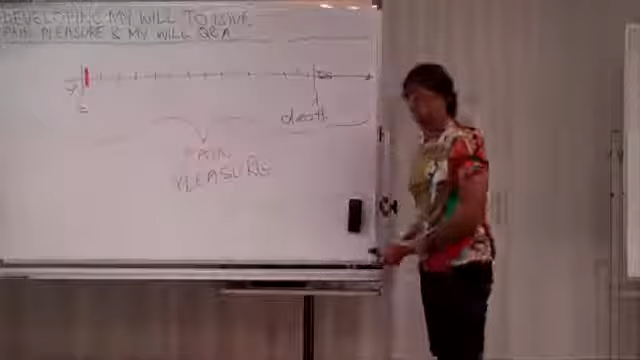 DEVELOPING MY WILL TO LOVE
PAIN PLEASURE & MY WILL Q&A
death
PAIN
PLEASURE